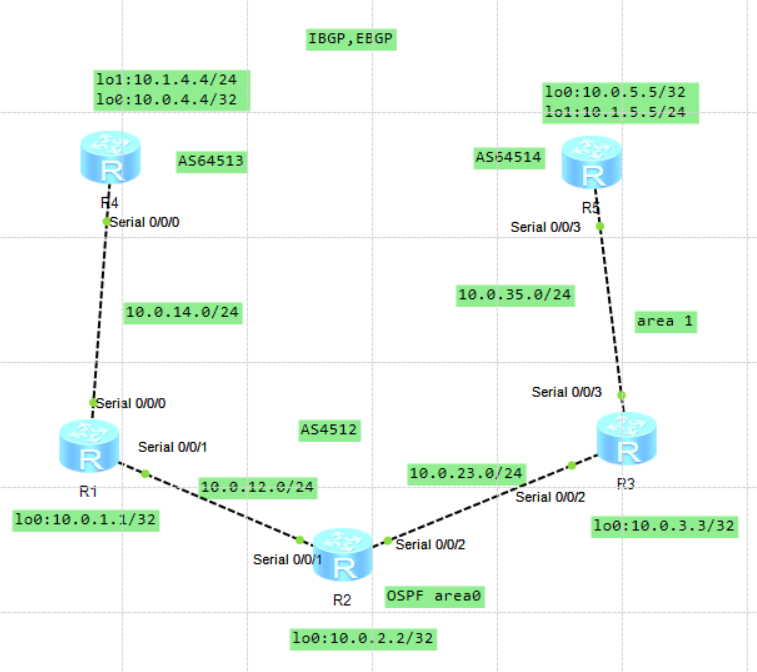 IBGP,EBGP
lo1:10.1.4.4/24
lo0:10.0.4.4/32
lo0:10.0.5.5/32
lo1:10.1.5.5/24
R
AS64513
AS64514
R
R4
R5
Serial 0/0/0
Serial 0/0/3
10.0.35.0/24
10.0.14.0/24
area 1
Serial 0/0/3
Serial 0/0/0
AS4512
R
Serial 0/0/1
R
10.0.23.0/24
R1
10.0.12.0/24
R3
Serial 0/0/2
lo0:10.0.1.1/32
lo0:10.0.3.3/32
Serial 0/0/1
R
Serial 0/0/2
R2
OSPF area0
lo0:10.0.2.2/32